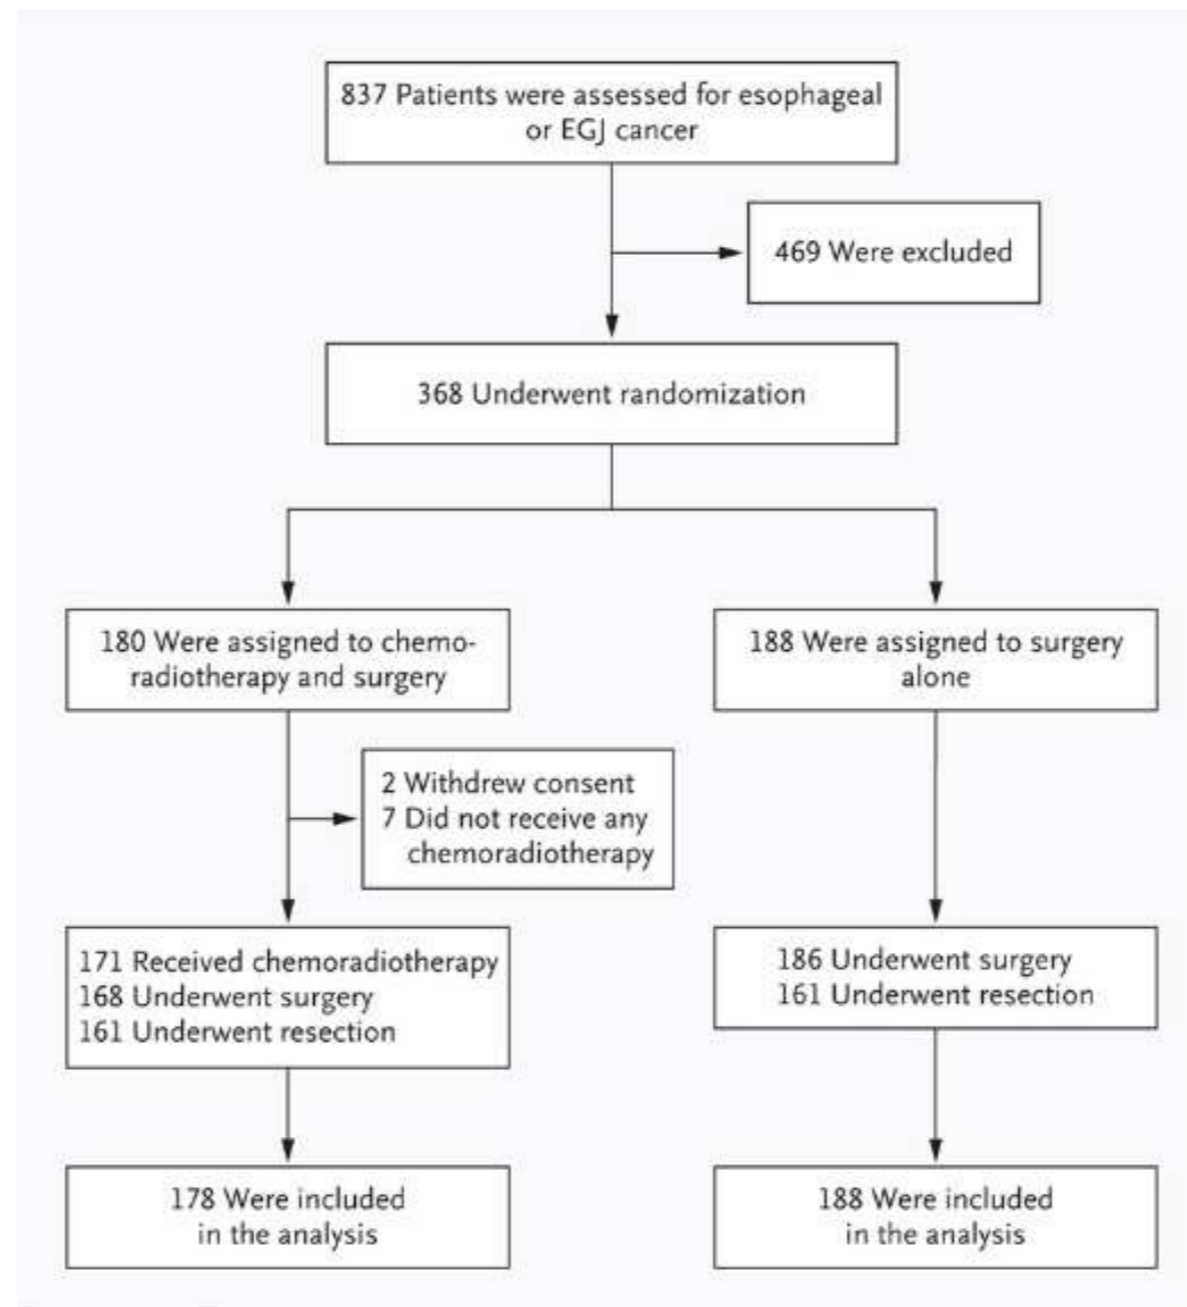 837 Patients were assessed for esophageal
or EGJ cancer
469 Were excluded
368 Underwent randomization
180 Were assigned to chemo-
radiotherapy and surgery
188 Were assigned to surgery
alone
2 Withdrew consent
7 Did not receive any
chemoradiotherapy
171 Received chemoradiotherapy
168 Underwent surgery
161 Underwent resection
186 Underwent surgery
161 Underwent resection
178 Were included
in the analysis
188 Were included
in the analysis